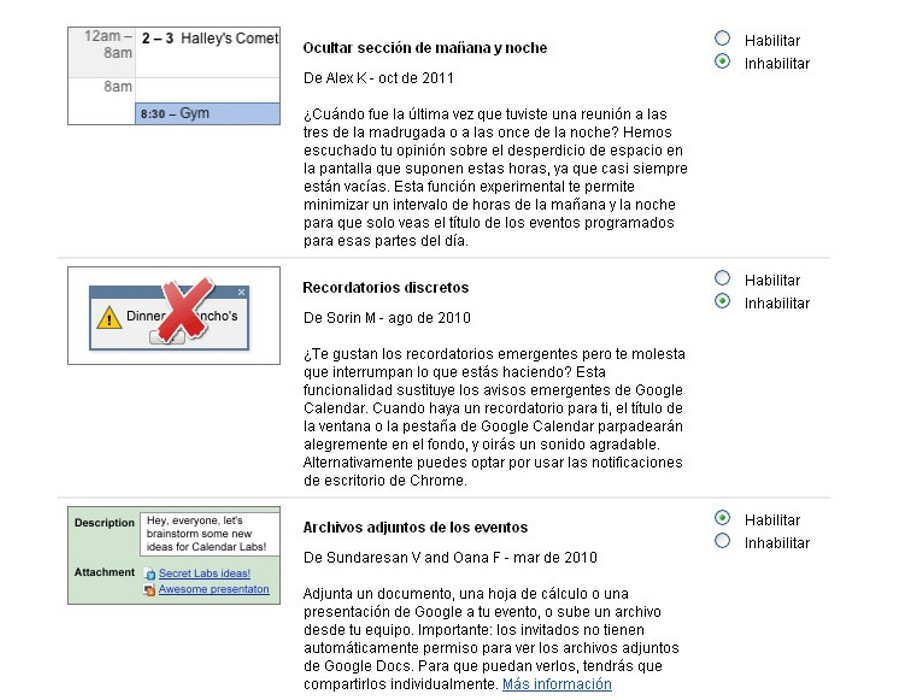 12am – 8am
2 – 3 Halley's Comet
8am
8:30 – Gym
Ocultar sección de mañana y noche
De Alex K - oct de 2011
¿Cuándo fue la última vez que tuviste una reunión a las
tres de la madrugada o a las once de la noche? Hemos
escuchado tu opinión sobre el desperdicio de espacio en
la pantalla que suponen estas horas, ya que casi siempre
están vacías. Esta función experimental te permite
minimizar un intervalo de horas de la mañana y la noche
para que solo veas el título de los eventos programados
para esas partes del día.
Habilitar
Inhabilitar
Dinner
ncho's
Recordatorios discretos
De Sorin M - ago de 2010
¿Te gustan los recordatorios emergentes pero te molesta
que interrumpan lo que estás haciendo? Esta
funcionalidad sustituye los avisos emergentes de Google
Calendar. Cuando haya un recordatorio para ti, el título de
la ventana o la pestaña de Google Calendar parpadearán
alegremente en el fondo, y oirás un sonido agradable.
Alternativamente puedes optar por usar las notificaciones
de escritorio de Chrome.
Habilitar
Inhabilitar
Description
Hey, everyone, let's
brainstorm some new
ideas for Calendar Labs!
Attachment
Secret Labs ideas!
Awesome presentaton
Archivos adjuntos de los eventos
De Sundaresan V and Oana F - mar de 2010
Adjunta un documento, una hoja de cálculo o una
presentación de Google a tu evento, o sube un archivo
desde tu equipo. Importante: los invitados no tienen
automáticamente permiso para ver los archivos adjuntos
de Google Docs. Para que puedan verlos, tendrás que
compartirlos individualmente. Más información
Habilitar
Inhabilitar